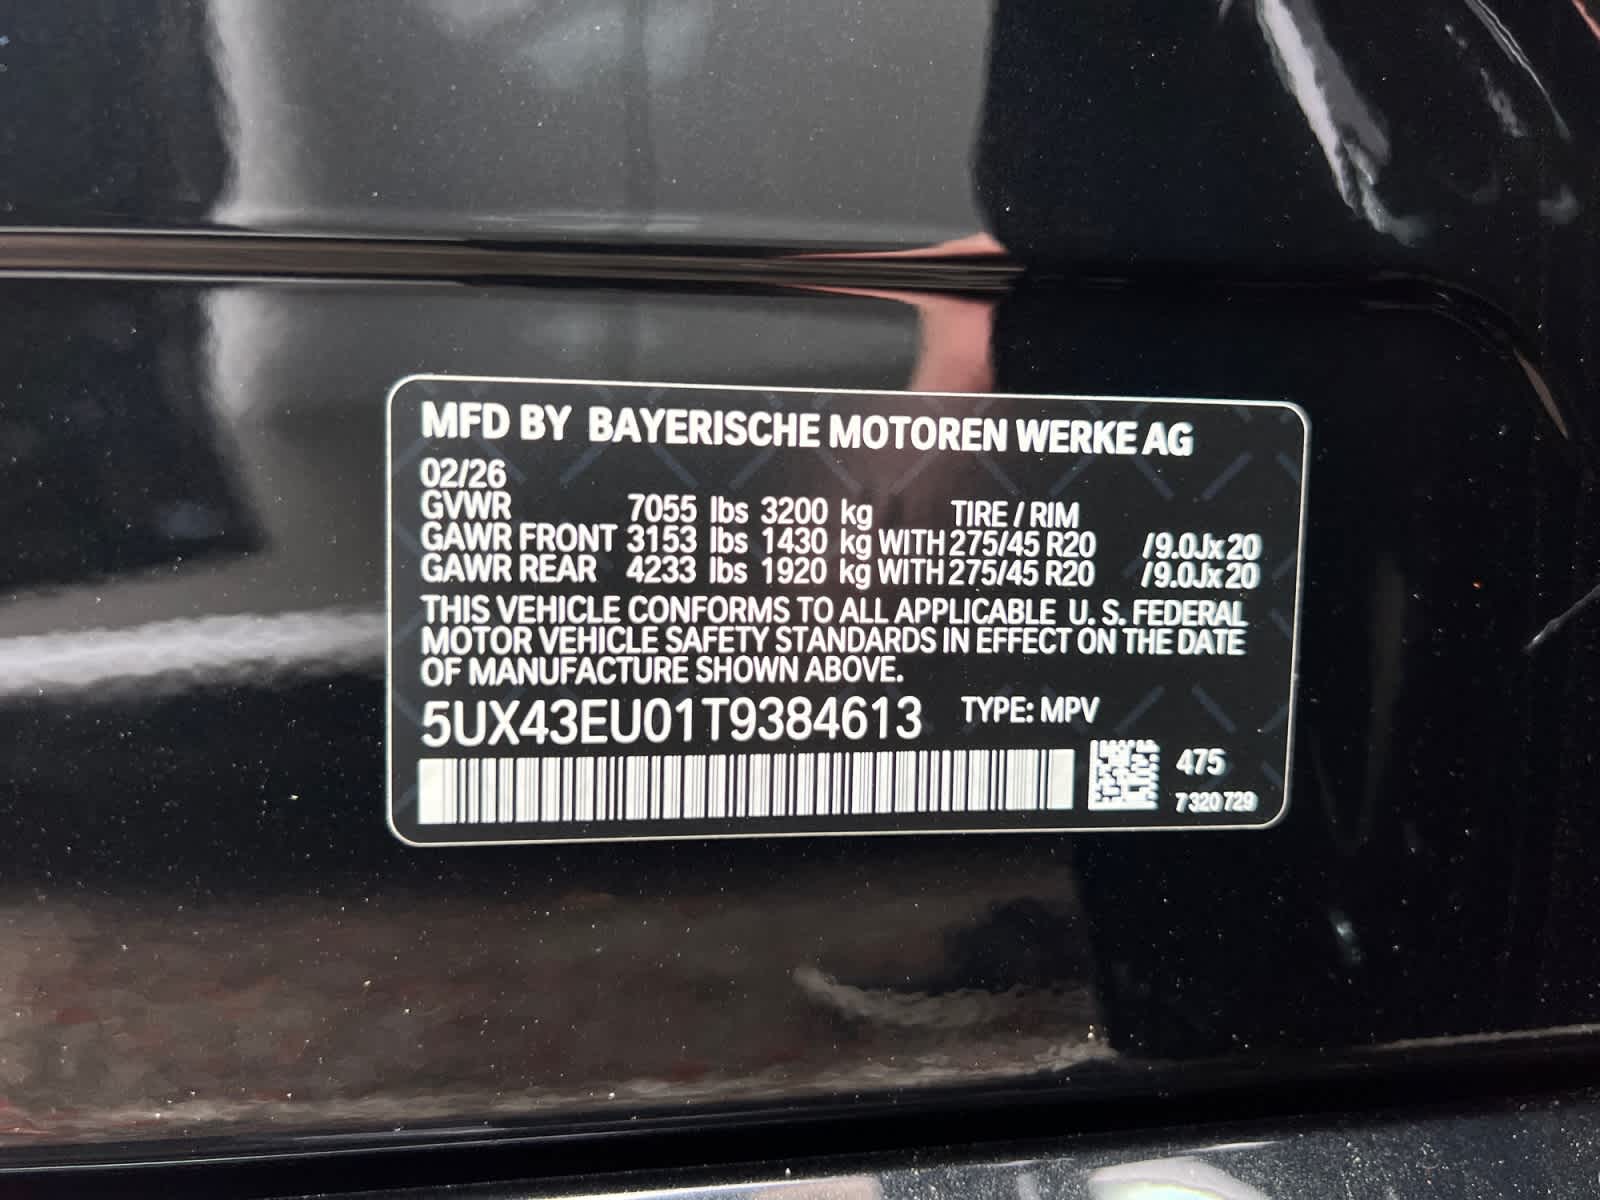 MFD BY BAYERISCHE MOTOREN WERKE AG
02/26
GVWR 7055 lbs 3200 kg TIRE / RIM
GAWR FRONT 3153 lbs 1430 kg WITH 275/45 R20 /9.0Jx20
GAWR REAR 4233 lbs 1920 kg WITH 275/45 R20 /9.0Jx20
THIS VEHICLE CONFORMS TO ALL APPLICABLE U. S. FEDERAL
MOTOR VEHICLE SAFETY STANDARDS IN EFFECT ON THE DATE
OF MANUFACTURE SHOWN ABOVE.
5UX43EU01T9384613 TYPE: MPV
475
7 320 729